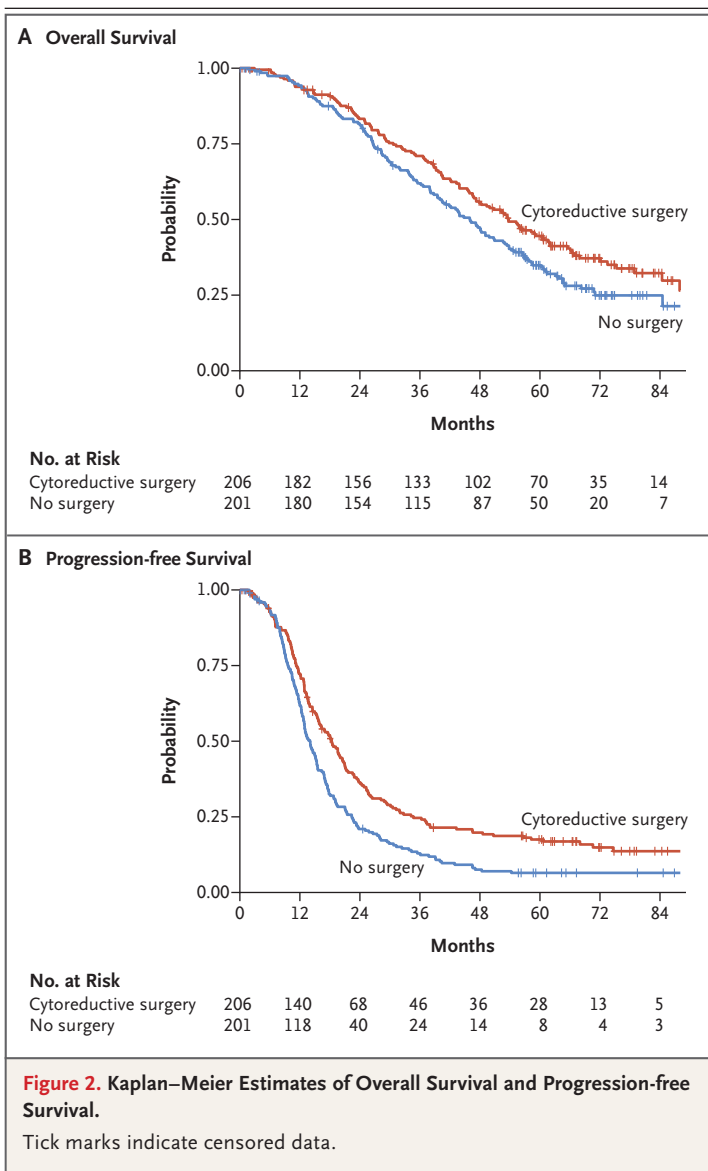 A Overall Survival
1.00
0.75
0.50
0.25
0.00
Probability
Cytoreductive surgery
No surgery
0 12 24 36 48 60 72 84
Months
No. at Risk
Cytoreductive surgery 206 182 156 133 102 70 35 14
No surgery 201 180 154 115 87 50 20 7
B Progression-free Survival
1.00
0.75
0.50
0.25
0.00
Probability
Cytoreductive surgery
No surgery
0 12 24 36 48 60 72 84
Months
No. at Risk
Cytoreductive surgery 206 140 68 46 36 28 13 5
No surgery 201 118 40 24 14 8 4 3
Figure 2. Kaplan–Meier Estimates of Overall Survival and Progression-free
Survival.
Tick marks indicate censored data.